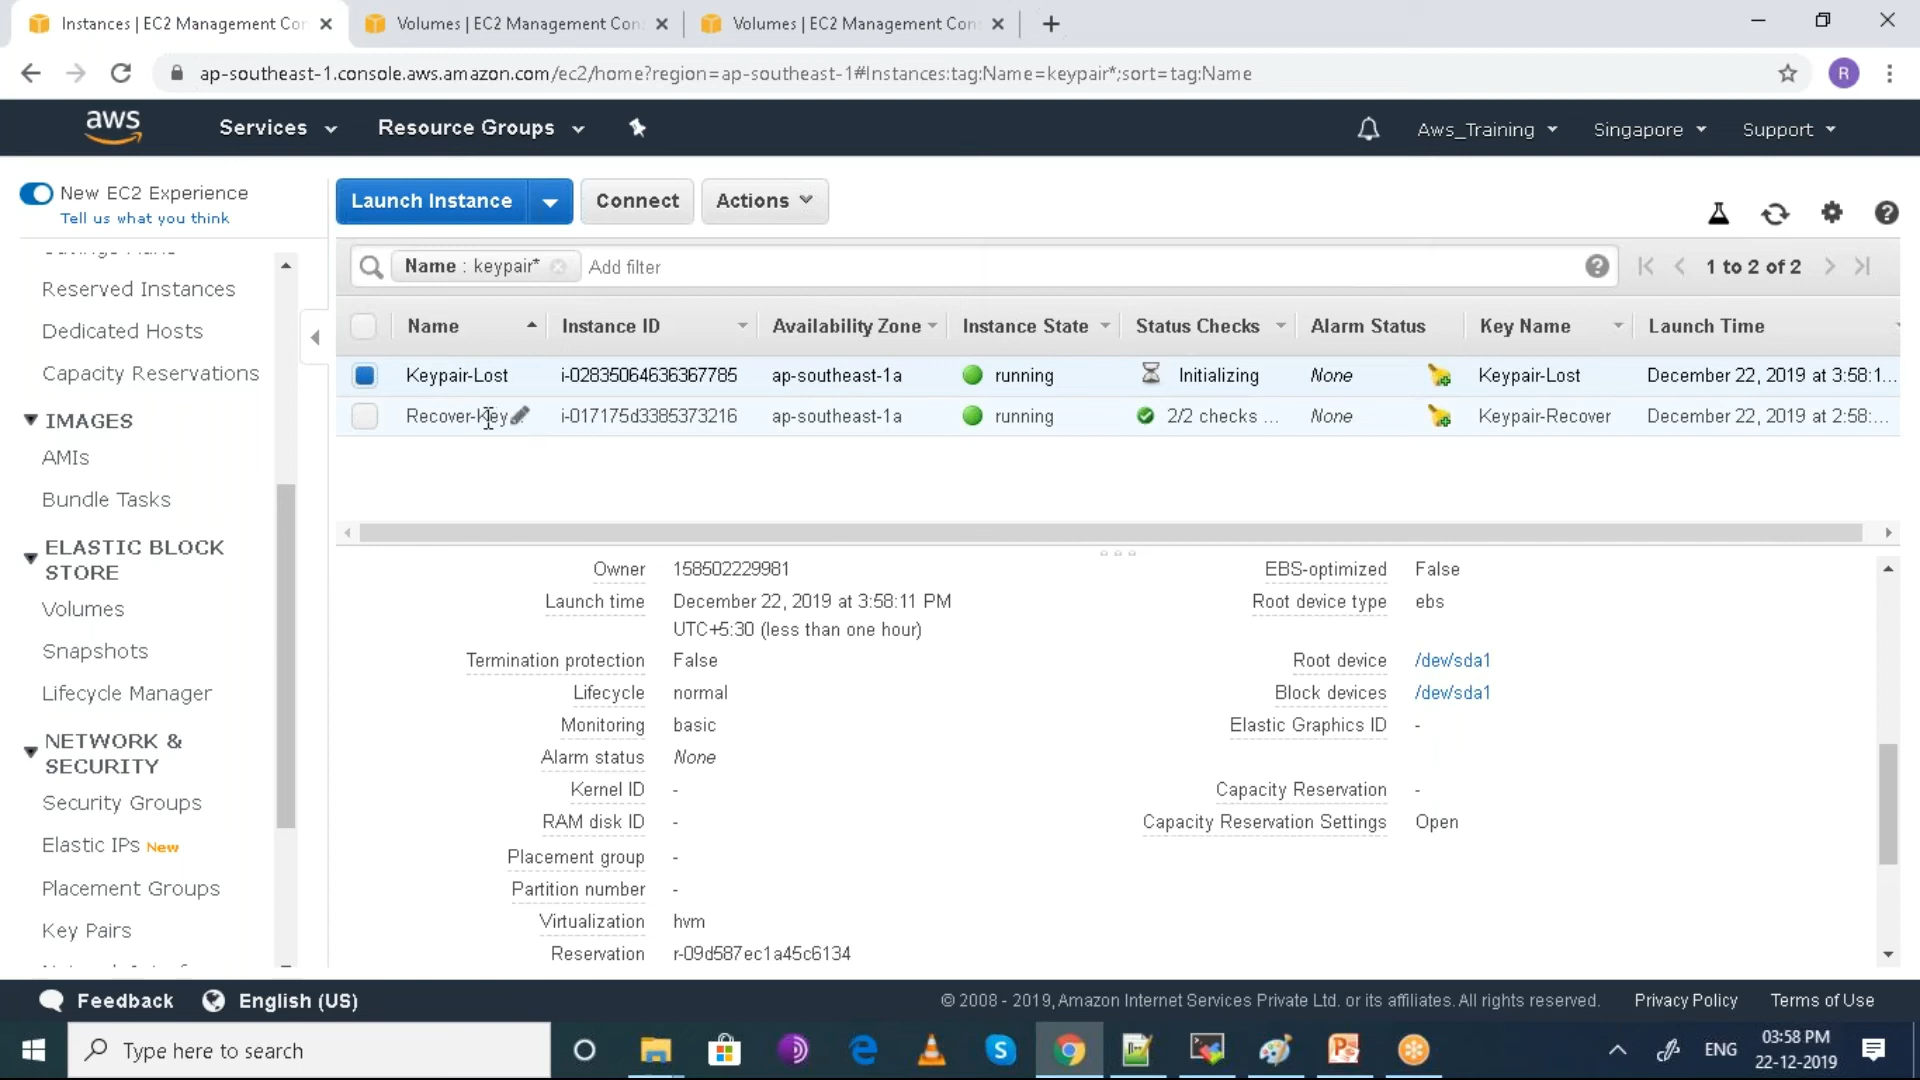 Instances | EC2 Management Con
Volumes | EC2 Management Con
Volumes | EC2 Management Con
ap-southeast-1.console.aws.amazon.com/ec2/home?region=ap-southeast-1#Instances:tag:Name=keypair*;sort=tag:Name
R
aws
Services
Resource Groups
Aws_Training
Singapore
Support
New EC2 Experience
Tell us what you think
Reserved Instances
Dedicated Hosts
Capacity Reservations
IMAGES
AMIs
Bundle Tasks
ELASTIC BLOCK
STORE
Volumes
Snapshots
Lifecycle Manager
NETWORK &
SECURITY
Security Groups
Elastic IPs New
Placement Groups
Key Pairs
Launch Instance
Connect
Actions
Name : keypair*
Add filter
1 to 2 of 2
Name Instance ID Availability Zone Instance State Status Checks Alarm Status Key Name Launch Time
Keypair-Lost i-02835064636367785 ap-southeast-1a running Initializing None Keypair-Lost December 22, 2019 at 3:58:1...
Recover-Key i-017175d3385373216 ap-southeast-1a running 2/2 checks ... None Keypair-Recover December 22, 2019 at 2:58:...
Owner 158502229981
Launch time December 22, 2019 at 3:58:11 PM
UTC+5:30 (less than one hour)
Termination protection False
Lifecycle normal
Monitoring basic
Alarm status None
Kernel ID -
RAM disk ID -
Placement group -
Partition number -
Virtualization hvm
Reservation r-09d587ec1a45c6134
EBS-optimized False
Root device type ebs
Root device /dev/sda1
Block devices /dev/sda1
Elastic Graphics ID -
Capacity Reservation -
Capacity Reservation Settings Open
Feedback
English (US)
© 2008 - 2019, Amazon Internet Services Private Ltd. or its affiliates. All rights reserved.
Privacy Policy
Terms of Use
Type here to search
ENG
03:58 PM
22-12-2019